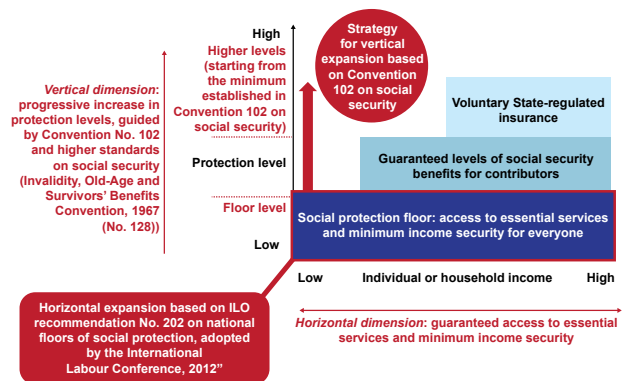 Vertical dimension:
progressive increase in
protection levels, guided
by Convention No. 102
and higher standards
on social security
(Invalidity, Old-Age and
Survivors' Benefits
Convention, 1967
(No. 128))
High
Higher levels
(starting from
the minimum
established in
Convention 102 on
social security)
Protection level
Floor level
Low
Strategy
for vertical
expansion based
on Convention
102 on social
security
Voluntary State-regulated
insurance
Guaranteed levels of social security
benefits for contributors
Social protection floor: access to essential services
and minimum income security for everyone
Low Individual or household income High
Horizontal dimension: guaranteed access to essential
services and minimum income security
Horizontal expansion based on ILO
recommendation No. 202 on national
floors of social protection, adopted
by the International
Labour Conference, 2012”